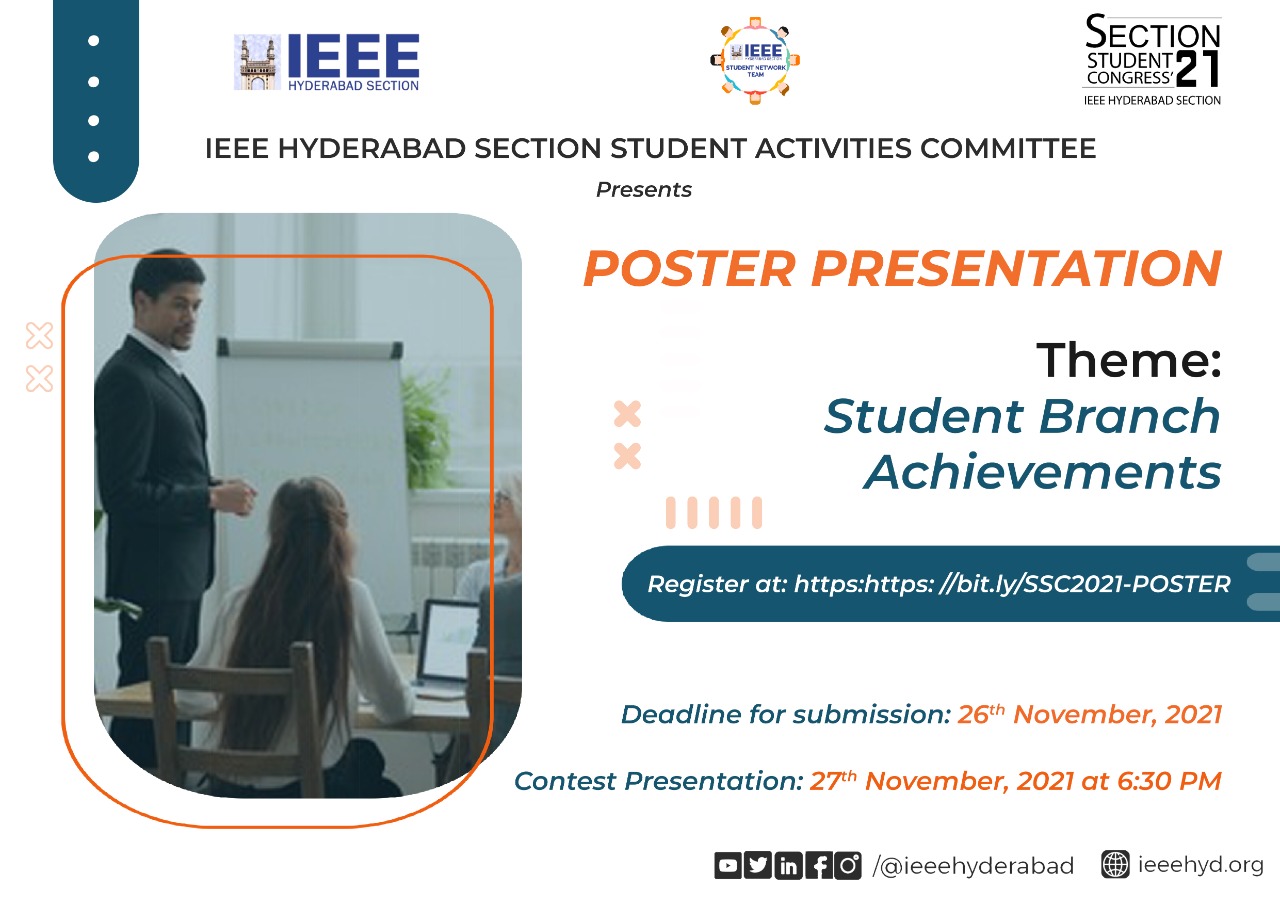 IEEE
HYDERABAD SECTION
IEEE
STUDENT NETWORK
TEAM
SECTION
STUDENT
CONGRESS'21
IEEE HYDERABAD SECTION
IEEE HYDERABAD SECTION STUDENT ACTIVITIES COMMITTEE
Presents
POSTER PRESENTATION
Theme:
Student Branch
Achievements
Register at: https:https: //bit.ly/SSC2021-POSTER
Deadline for submission: 26th November, 2021
Contest Presentation: 27th November, 2021 at 6:30 PM
/@ieeehyderabad
ieeehyd.org